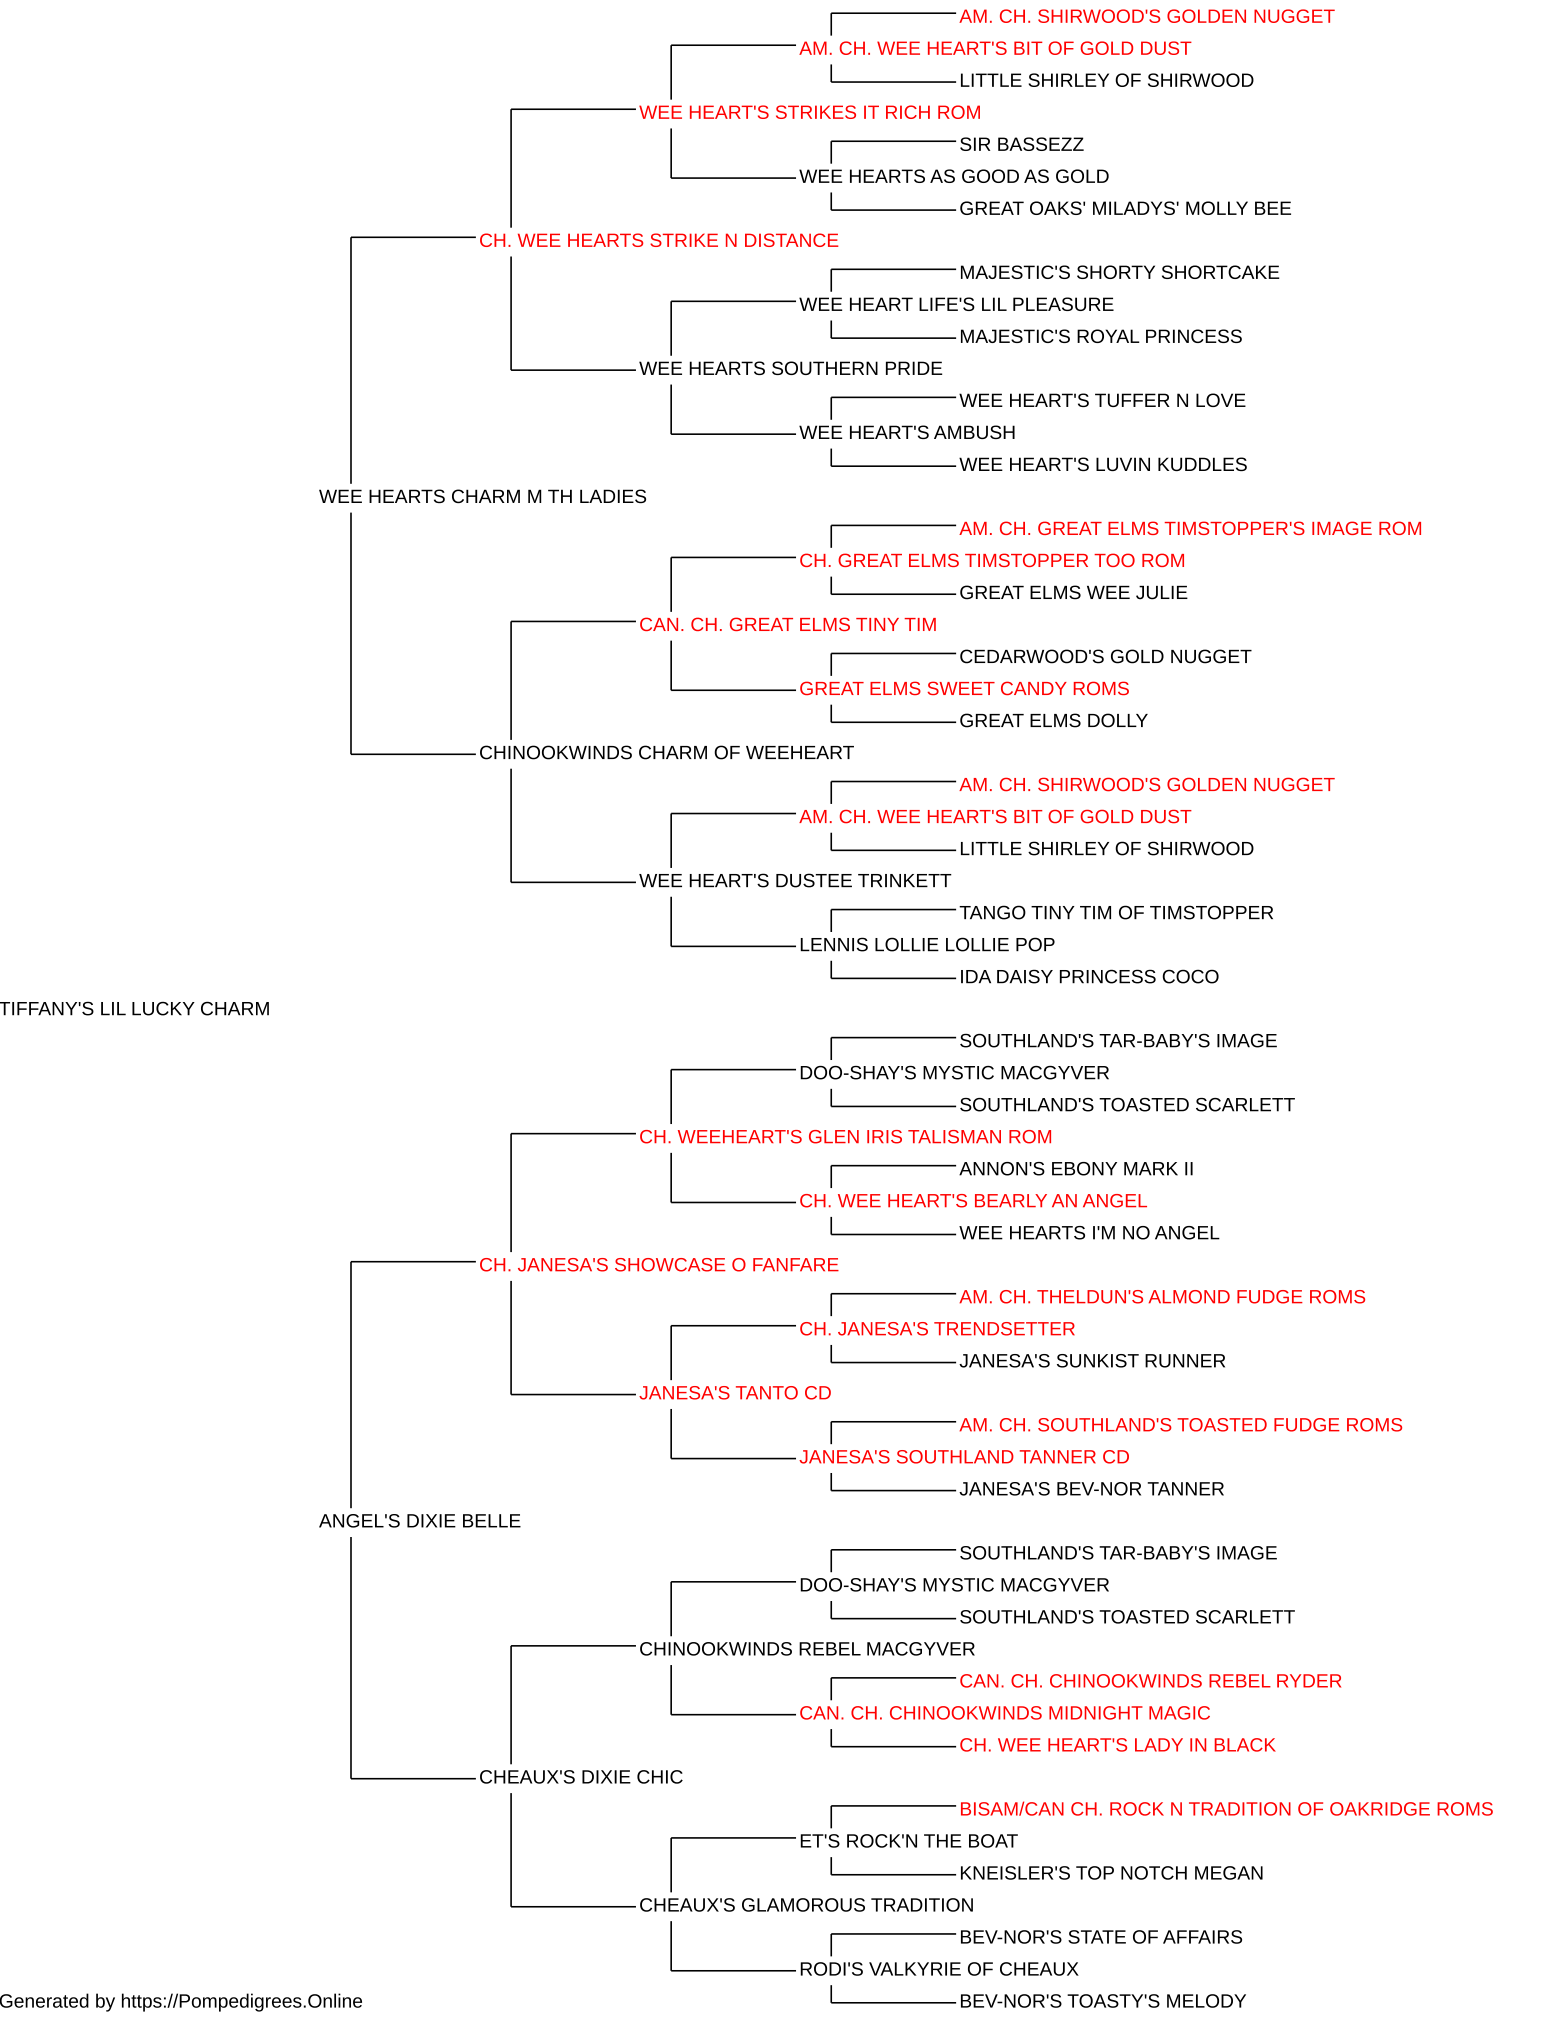 AM. CH. SHIRWOOD'S GOLDEN NUGGET
AM. CH. WEE HEART'S BIT OF GOLD DUST
LITTLE SHIRLEY OF SHIRWOOD
WEE HEART'S STRIKES IT RICH ROM
SIR BASSEZZ
WEE HEARTS AS GOOD AS GOLD
GREAT OAKS' MILADYS' MOLLY BEE
CH. WEE HEARTS STRIKE N DISTANCE
MAJESTIC'S SHORTY SHORTCAKE
WEE HEART LIFE'S LIL PLEASURE
MAJESTIC'S ROYAL PRINCESS
WEE HEARTS SOUTHERN PRIDE
WEE HEART'S TUFFER N LOVE
WEE HEART'S AMBUSH
WEE HEART'S LUVIN KUDDLES
WEE HEARTS CHARM M TH LADIES
AM. CH. GREAT ELMS TIMSTOPPER'S IMAGE ROM
CH. GREAT ELMS TIMSTOPPER TOO ROM
GREAT ELMS WEE JULIE
CAN. CH. GREAT ELMS TINY TIM
CEDARWOOD'S GOLD NUGGET
GREAT ELMS SWEET CANDY ROMS
GREAT ELMS DOLLY
CHINOOKWINDS CHARM OF WEEHEART
AM. CH. SHIRWOOD'S GOLDEN NUGGET
AM. CH. WEE HEART'S BIT OF GOLD DUST
LITTLE SHIRLEY OF SHIRWOOD
WEE HEART'S DUSTEE TRINKETT
TANGO TINY TIM OF TIMSTOPPER
LENNIS LOLLIE LOLLIE POP
IDA DAISY PRINCESS COCO
TIFFANY'S LIL LUCKY CHARM
SOUTHLAND'S TAR-BABY'S IMAGE
DOO-SHAY'S MYSTIC MACGYVER
SOUTHLAND'S TOASTED SCARLETT
CH. WEEHEART'S GLEN IRIS TALISMAN ROM
ANNON'S EBONY MARK II
CH. WEE HEART'S BEARLY AN ANGEL
WEE HEARTS I'M NO ANGEL
CH. JANESA'S SHOWCASE O FANFARE
AM. CH. THELDUN'S ALMOND FUDGE ROMS
CH. JANESA'S TRENDSETTER
JANESA'S SUNKIST RUNNER
JANESA'S TANTO CD
AM. CH. SOUTHLAND'S TOASTED FUDGE ROMS
JANESA'S SOUTHLAND TANNER CD
JANESA'S BEV-NOR TANNER
ANGEL'S DIXIE BELLE
SOUTHLAND'S TAR-BABY'S IMAGE
DOO-SHAY'S MYSTIC MACGYVER
SOUTHLAND'S TOASTED SCARLETT
CHINOOKWINDS REBEL MACGYVER
CAN. CH. CHINOOKWINDS REBEL RYDER
CAN. CH. CHINOOKWINDS MIDNIGHT MAGIC
CH. WEE HEART'S LADY IN BLACK
CHEAUX'S DIXIE CHIC
BISAM/CAN CH. ROCK N TRADITION OF OAKRIDGE ROMS
ET'S ROCK'N THE BOAT
KNEISLER'S TOP NOTCH MEGAN
CHEAUX'S GLAMOROUS TRADITION
BEV-NOR'S STATE OF AFFAIRS
RODI'S VALKYRIE OF CHEAUX
BEV-NOR'S TOASTY'S MELODY
Generated by https://Pompedigrees.Online